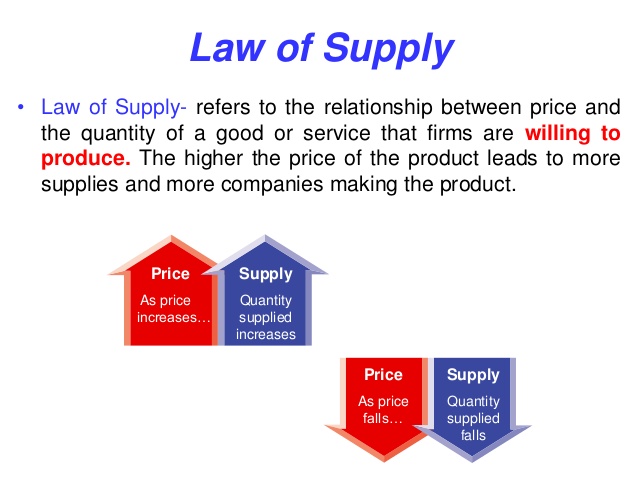 Law of Supply
• Law of Supply- refers to the relationship between price and
the quantity of a good or service that firms are willing to
produce. The higher the price of the product leads to more
supplies and more companies making the product.
Price
As price
increases…
Supply
Quantity
supplied
increases
Price
As price
falls…
Supply
Quantity
supplied
falls